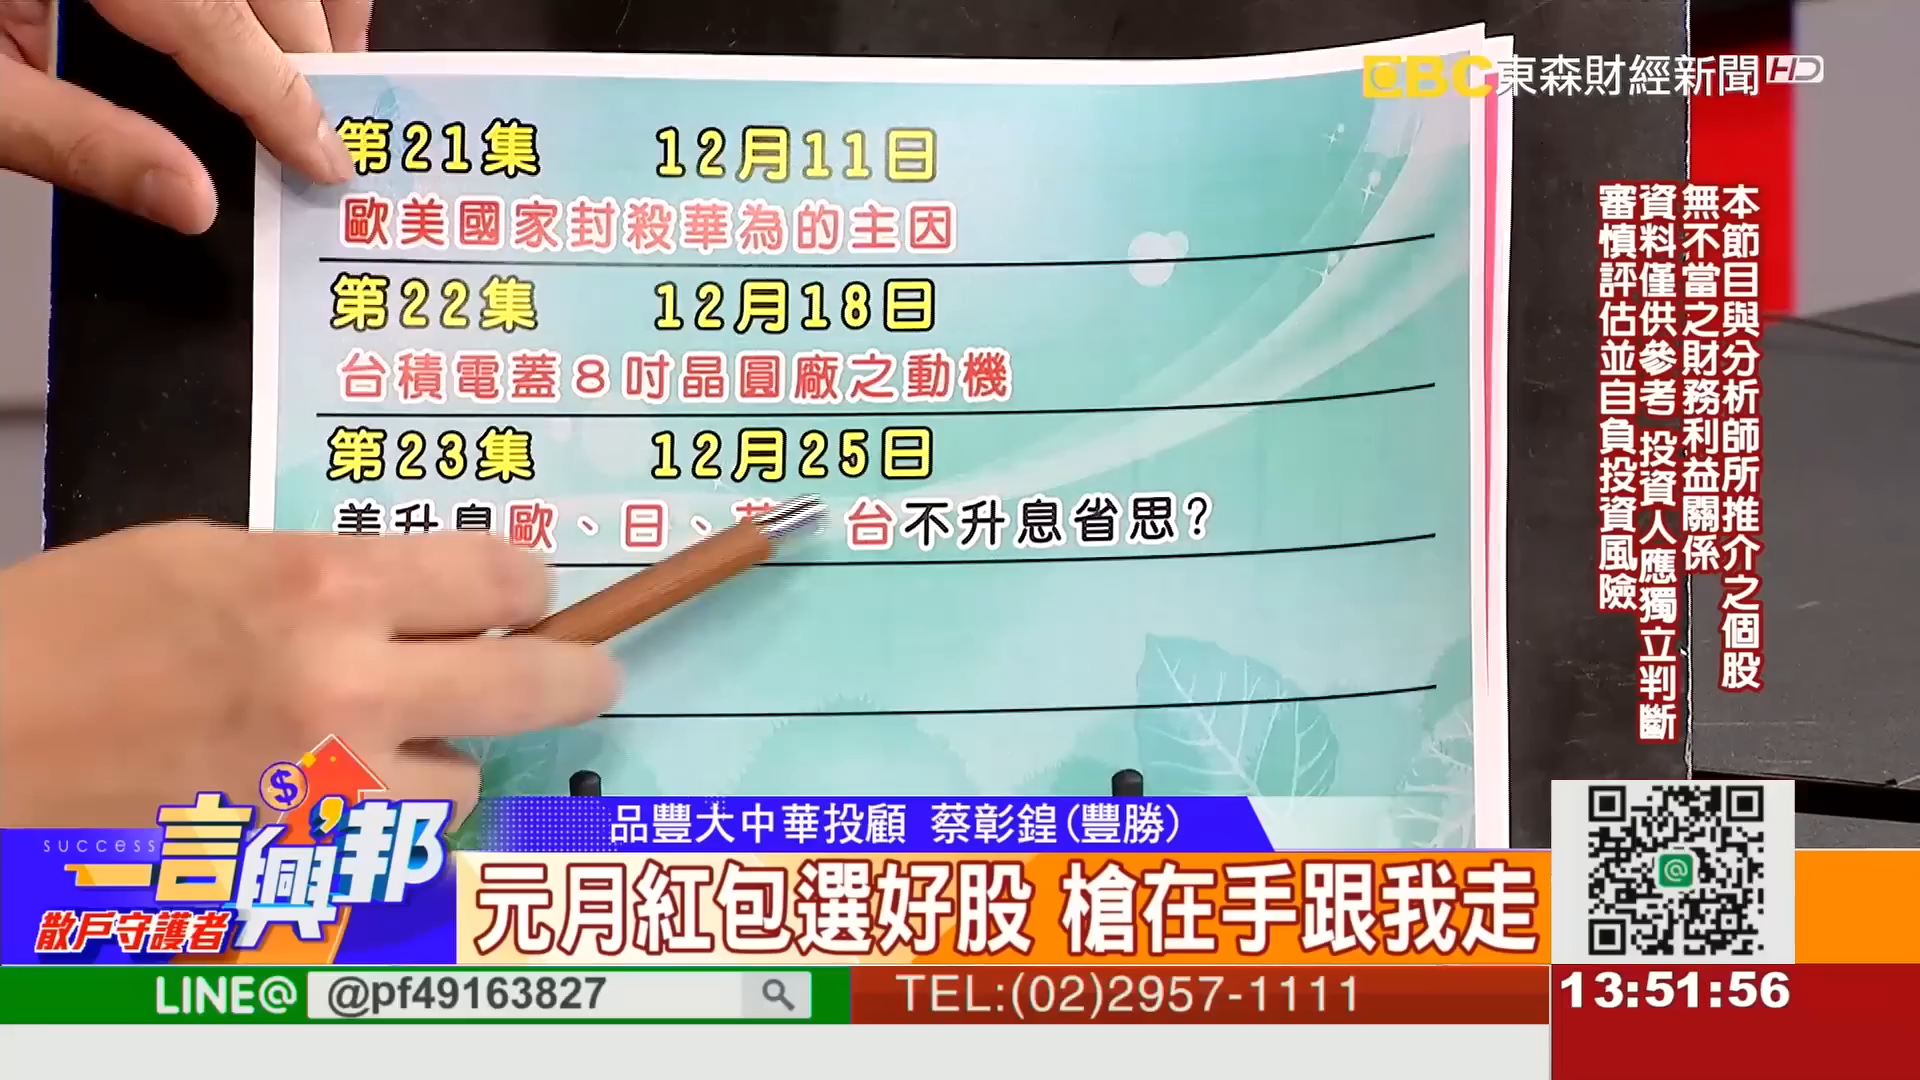 EBC東森財經新聞HD
第21集 12月11日
歐美國家封殺華為的主因
第22集 12月18日
台積電蓋8吋晶圓廠之動機
第23集 12月25日
美升息歐、日、 台不升息省思?
本節目與分析師所推介之個股
無不當之財務利益關係
資料僅供參考 投資人應獨立判斷
審慎評估並自負投資風險
$
success
一言興邦
散戶守護者
品豐大中華投顧 蔡彰鍠(豐勝)
元月紅包選好股 槍在手跟我走
LINE@ @pf49163827
TEL:(02)2957-1111
13:51:56